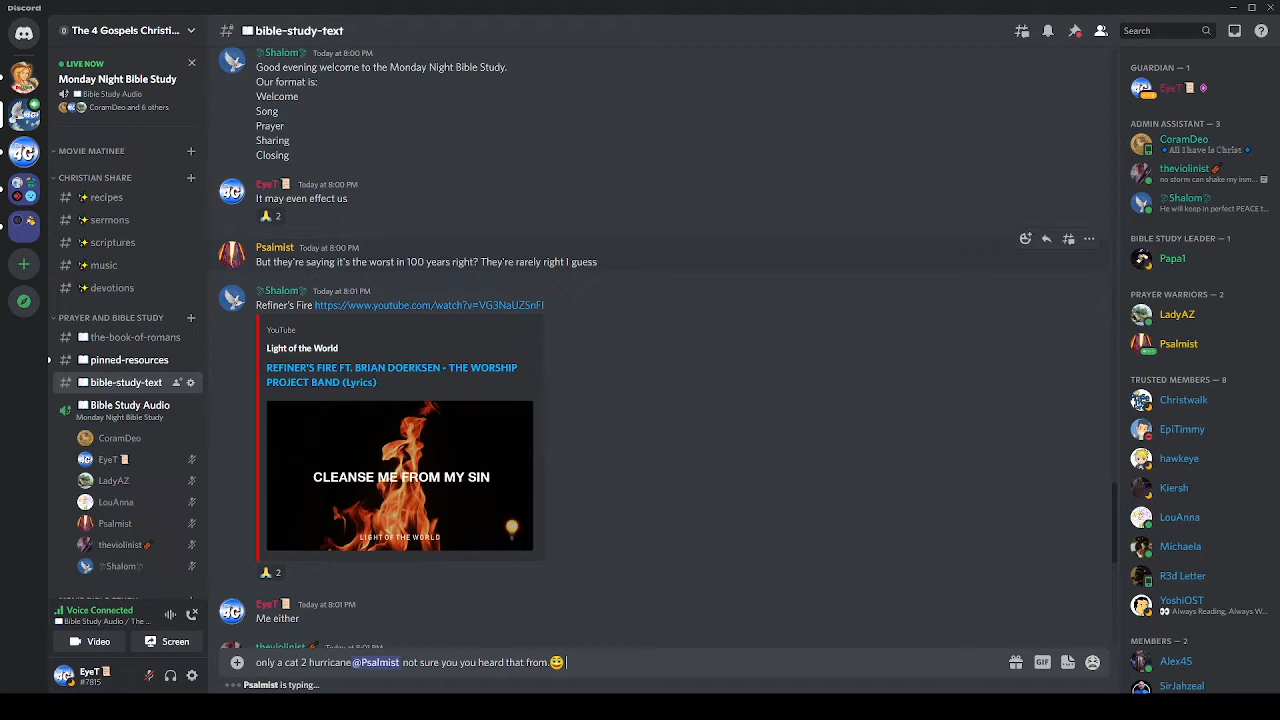 Discord
The 4 Gospels Christi...
LIVE NOW
Monday Night Bible Study
Bible Study Audio
CoramDeo and 6 others
MOVIE MATINEE
CHRISTIAN SHARE
recipes
sermons
scriptures
music
devotions
PRAYER AND BIBLE STUDY
the-book-of-romans
pinned-resources
bible-study-text
Bible Study Audio
Monday Night Bible Study
CoramDeo
EyeT
LadyAZ
LouAnna
Psalmist
theviolinist
Shalom
Voice Connected
Bible Study Audio / The ...
Video
Screen
EyeT
#7815
bible-study-text
Search
Shalom Today at 8:00 PM
Good evening welcome to the Monday Night Bible Study.
Our format is:
Welcome
Song
Prayer
Sharing
Closing
EyeT Today at 8:00 PM
It may even effect us
2
Psalmist Today at 8:00 PM
But they're saying it's the worst in 100 years right? They're rarely right I guess
Shalom Today at 8:01 PM
Refiner's Fire https://www.youtube.com/watch?v=VG3NaUZ5nFI
YouTube
Light of the World
REFINER'S FIRE FT. BRIAN DOERKSEN - THE WORSHIP
PROJECT BAND (Lyrics)
CLEANSE ME FROM MY SIN
LIGHT OF THE WORLD
2
EyeT Today at 8:01 PM
Me either
theviolinist Today at 8:01 PM
only a cat 2 hurricane @Psalmist not sure you you heard that from.
GIF
Psalmist is typing...
GUARDIAN — 1
EyeT
ADMIN ASSISTANT — 3
CoramDeo
All I have is Christ
theviolinist
no storm can shake my inm...
Shalom
He will keep in perfect PEACE t...
BIBLE STUDY LEADER — 1
Papa1
PRAYER WARRIORS — 2
LadyAZ
Psalmist
TRUSTED MEMBERS — 8
Christwalk
EpiTimmy
hawkeye
Kiersh
LouAnna
Michaela
R3d Letter
YoshiOST
Always Reading, Always W...
MEMBERS — 2
Alex45
SirJahzeal